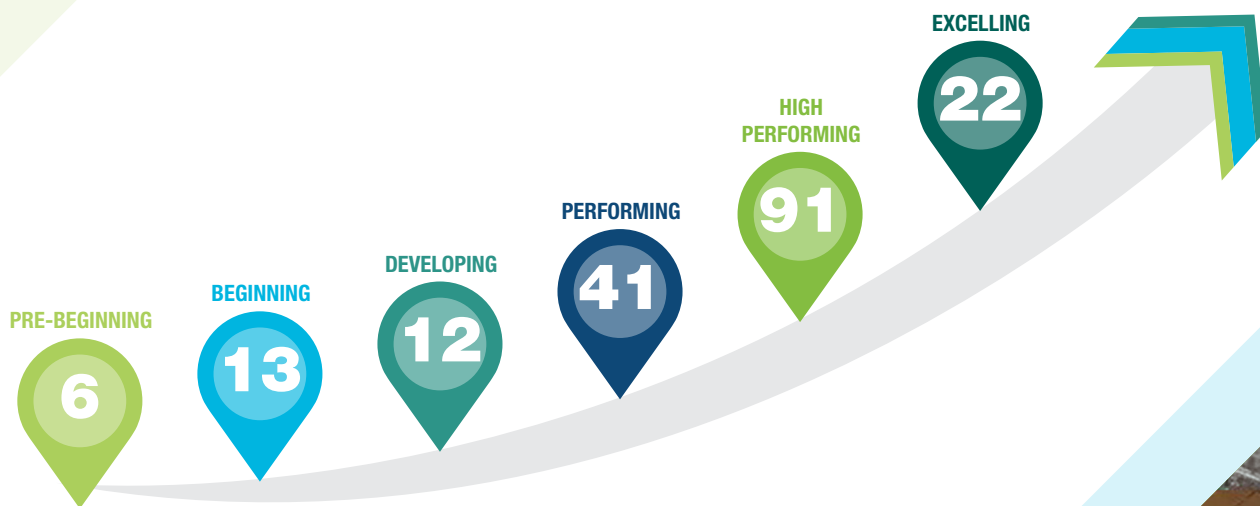 PRE-BEGINNING
6
BEGINNING
13
DEVELOPING
12
PERFORMING
41
HIGH
PERFORMING
91
EXCELLING
22